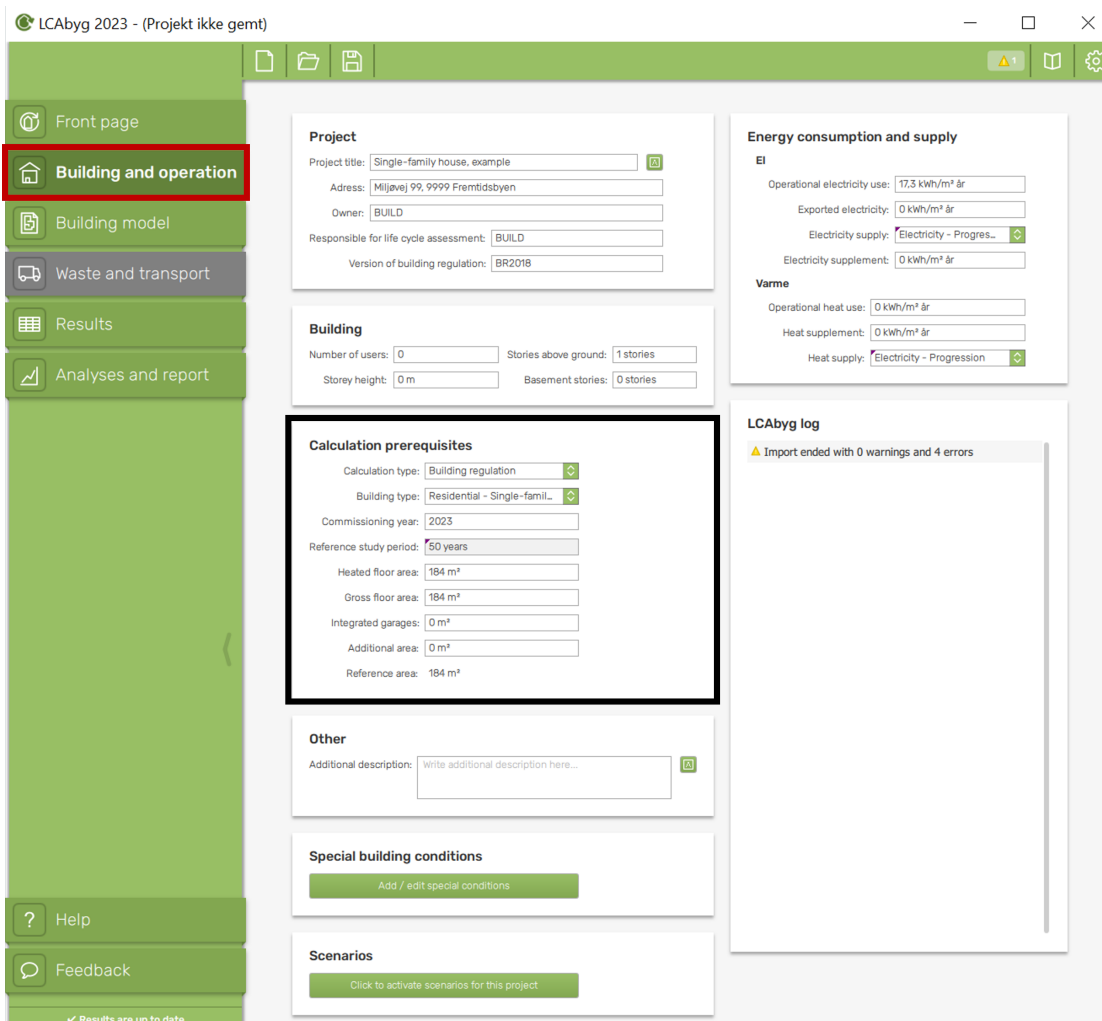 LCAbyg 2023 - (Projekt ikke gemt)
1
Front page
Building and operation
Building model
Waste and transport
Results
Analyses and report
Help
Feedback
✓ Results are up to date
Project
Project title: Single-family house, example
Adress: Miljøvej 99, 9999 Fremtidsbyen
Owner: BUILD
Responsible for life cycle assessment: BUILD
Version of building regulation: BR2018
Building
Number of users: 0 Stories above ground: 1 stories
Storey height: 0 m Basement stories: 0 stories
Calculation prerequisites
Calculation type: Building regulation
Building type: Residential - Single-famil...
Commissioning year: 2023
Reference study period: 50 years
Heated floor area: 184 m²
Gross floor area: 184 m²
Integrated garages: 0 m²
Additional area: 0 m²
Reference area: 184 m²
Other
Additional description: Write additional description here...
Special building conditions
Add / edit special conditions
Scenarios
Click to activate scenarios for this project
Energy consumption and supply
El
Operational electricity use: 17,3 kWh/m² år
Exported electricity: 0 kWh/m² år
Electricity supply: Electricity - Progres...
Electricity supplement: 0 kWh/m² år
Varme
Operational heat use: 0 kWh/m² år
Heat supplement: 0 kWh/m² år
Heat supply: Electricity - Progression
LCAbyg log
Import ended with 0 warnings and 4 errors